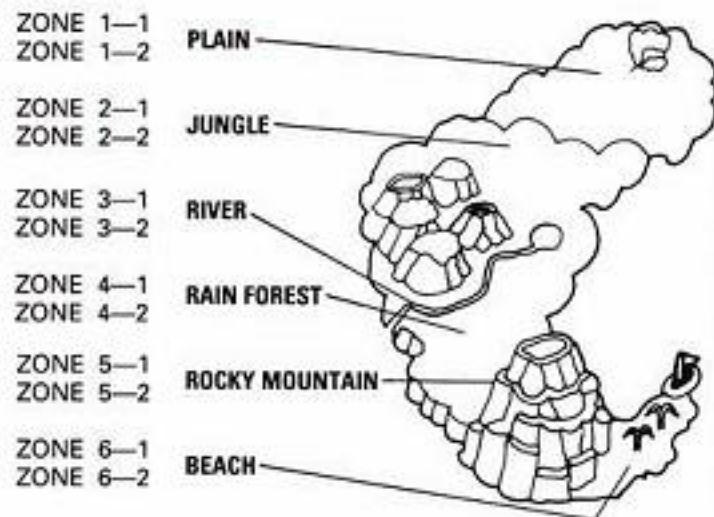 ZONE 1—1
ZONE 1—2
PLAIN
ZONE 2—1
ZONE 2—2
JUNGLE
ZONE 3—1
ZONE 3—2
RIVER
ZONE 4—1
ZONE 4—2
RAIN FOREST
ZONE 5—1
ZONE 5—2
ROCKY MOUNTAIN
ZONE 6—1
ZONE 6—2
BEACH